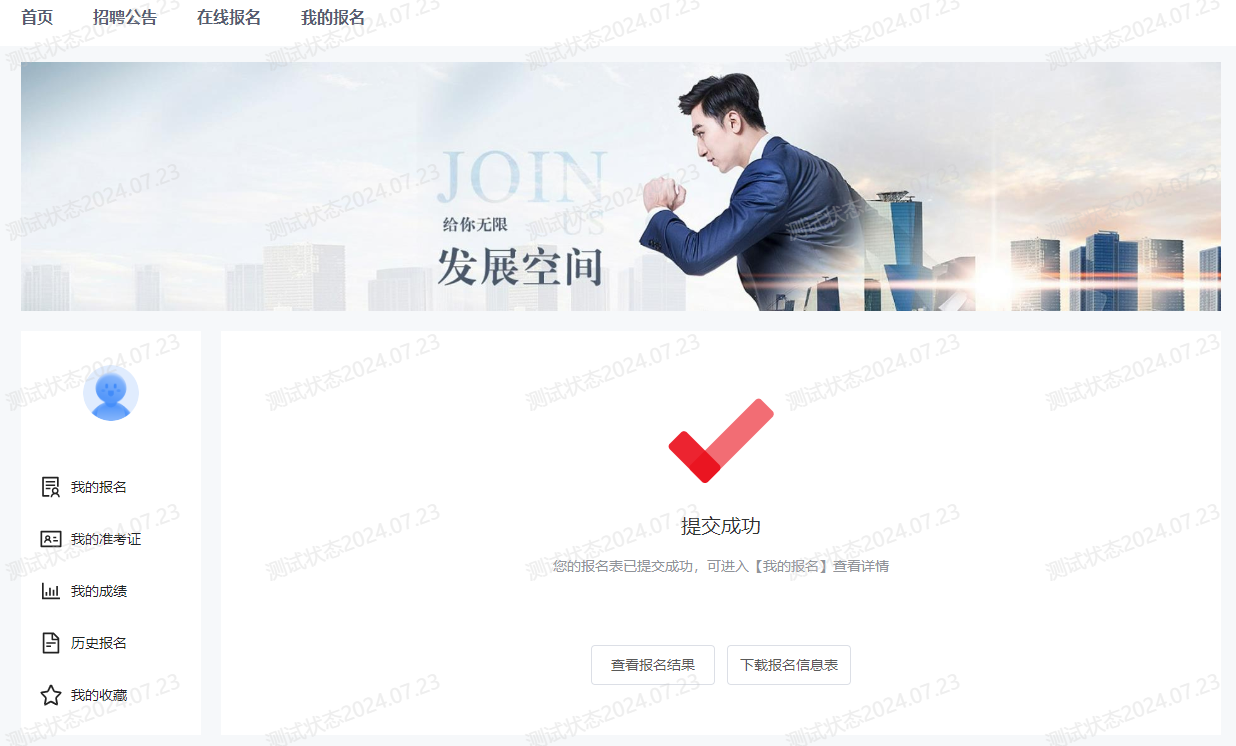 首页 招聘公告 在线报名 我的报名
JOIN
US
给你无限
发展空间
我的报名
我的准考证
我的成绩
历史报名
我的收藏
提交成功
您的报名表已提交成功，可进入【我的报名】查看详情
查看报名结果 下载报名信息表
测试状态2024.07.23